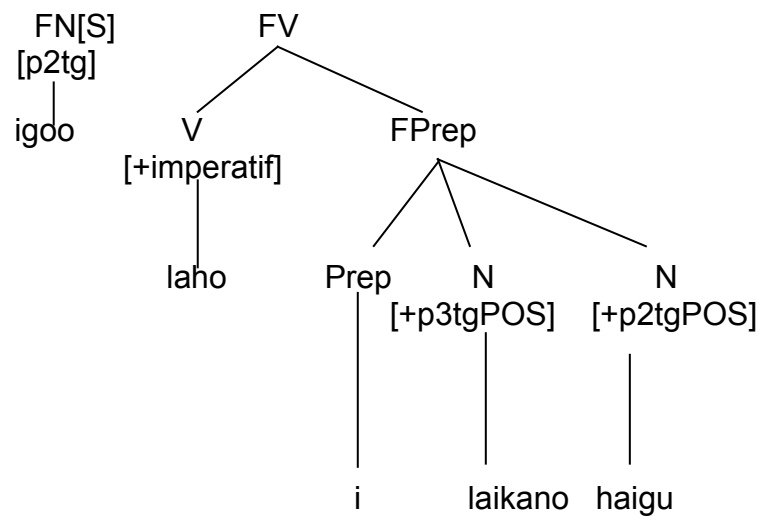 FN[S] FV
[p2tg]
igoo V FPrep
[+imperatif]
laho Prep N N
[+p3tgPOS] [+p2tgPOS]
i laikano haigu